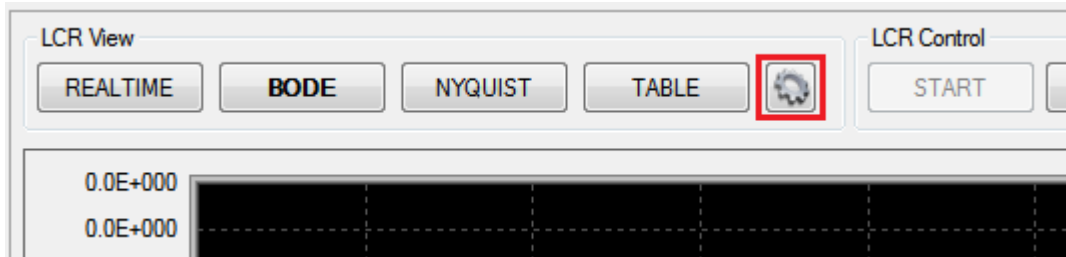 LCR View
REALTIME BODE NYQUIST TABLE
LCR Control
START
0.0E+000
0.0E+000